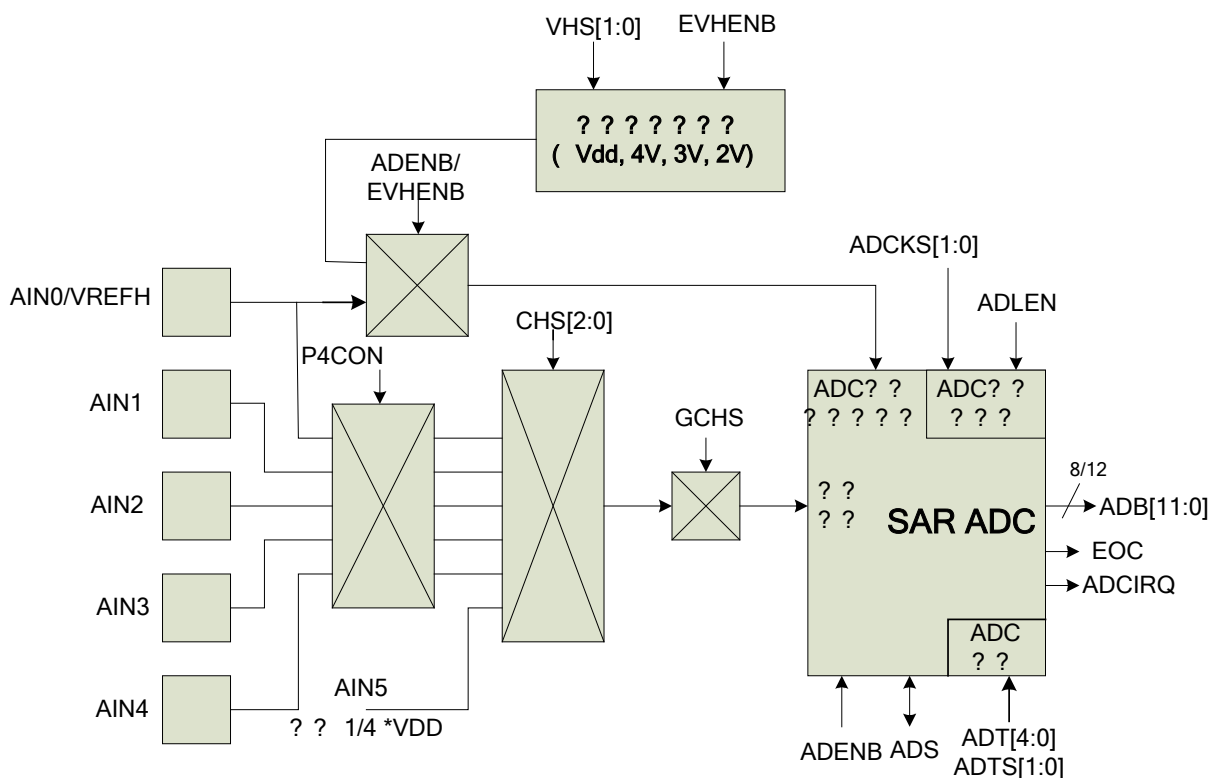 VHS[1:0]
EVHENB
? ? ? ? ? ? ?
( Vdd, 4V, 3V, 2V)
ADENB/
EVHENB
ADCKS[1:0]
AIN0/VREFH
ADLEN
CHS[2:0]
P4CON
ADC? ?
? ? ? ? ?
ADC? ?
? ? ?
AIN1
GCHS
8/12
AIN2
? ?
? ?
SAR ADC
ADB[11:0]
EOC
ADCIRQ
AIN3
ADC
? ?
AIN4
AIN5
? ? 1/4 *VDD
ADENB
ADS
ADT[4:0]
ADTS[1:0]